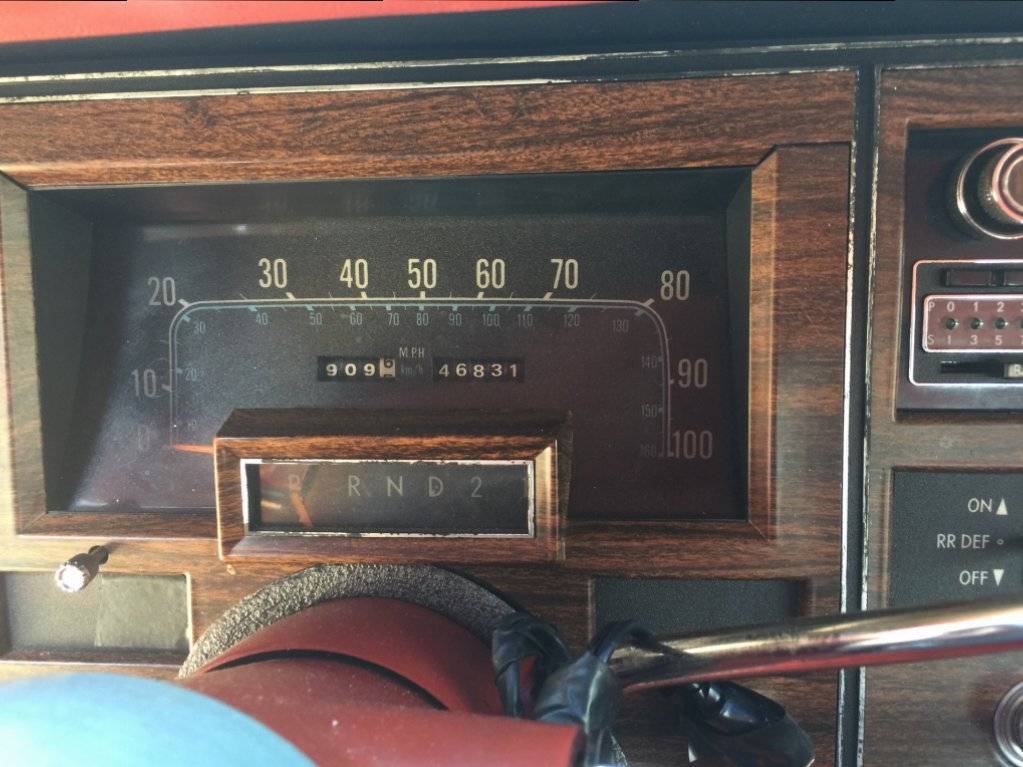 20 30 40 50 60 70 80
30 40 50 60 70 80 90 100 110 120 130
MPH
909 km/h 46831
10 20 140 90
150
0 10 160 100
P R N D 2
P 0 1 2
S 1 3 5
ON
RR DEF
OFF